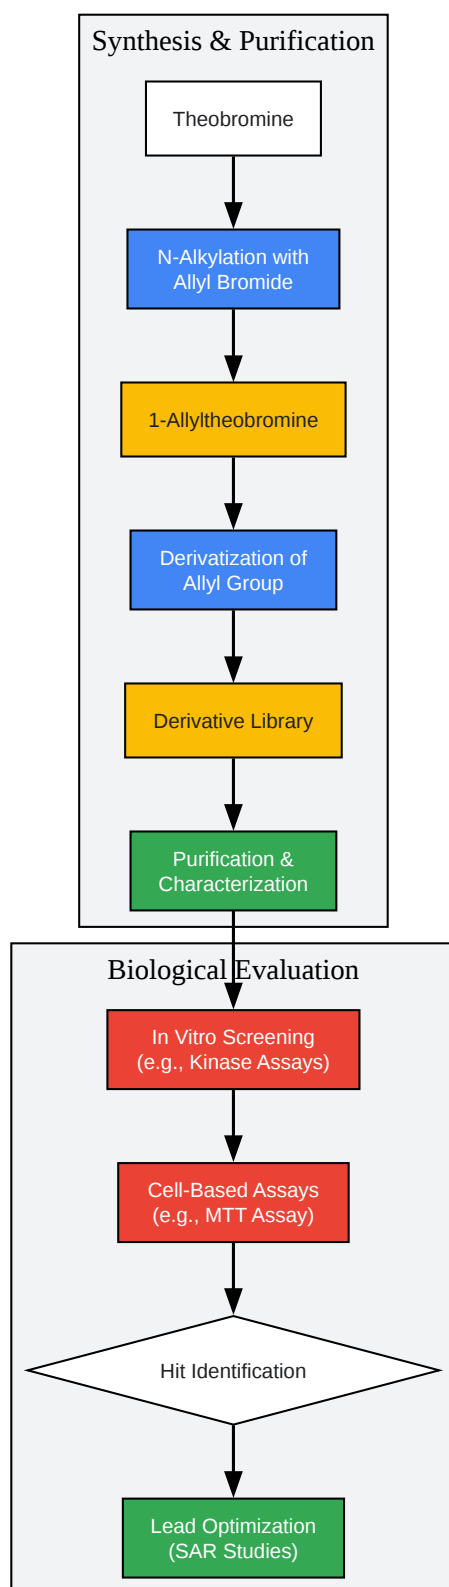 Synthesis & Purification
Theobromine
N-Alkylation with
Allyl Bromide
1-Allyltheobromine
Derivatization of
Allyl Group
Derivative Library
Purification &
Characterization
Biological Evaluation
In Vitro Screening
(e.g., Kinase Assays)
Cell-Based Assays
(e.g., MTT Assay)
Hit Identification
Lead Optimization
(SAR Studies)